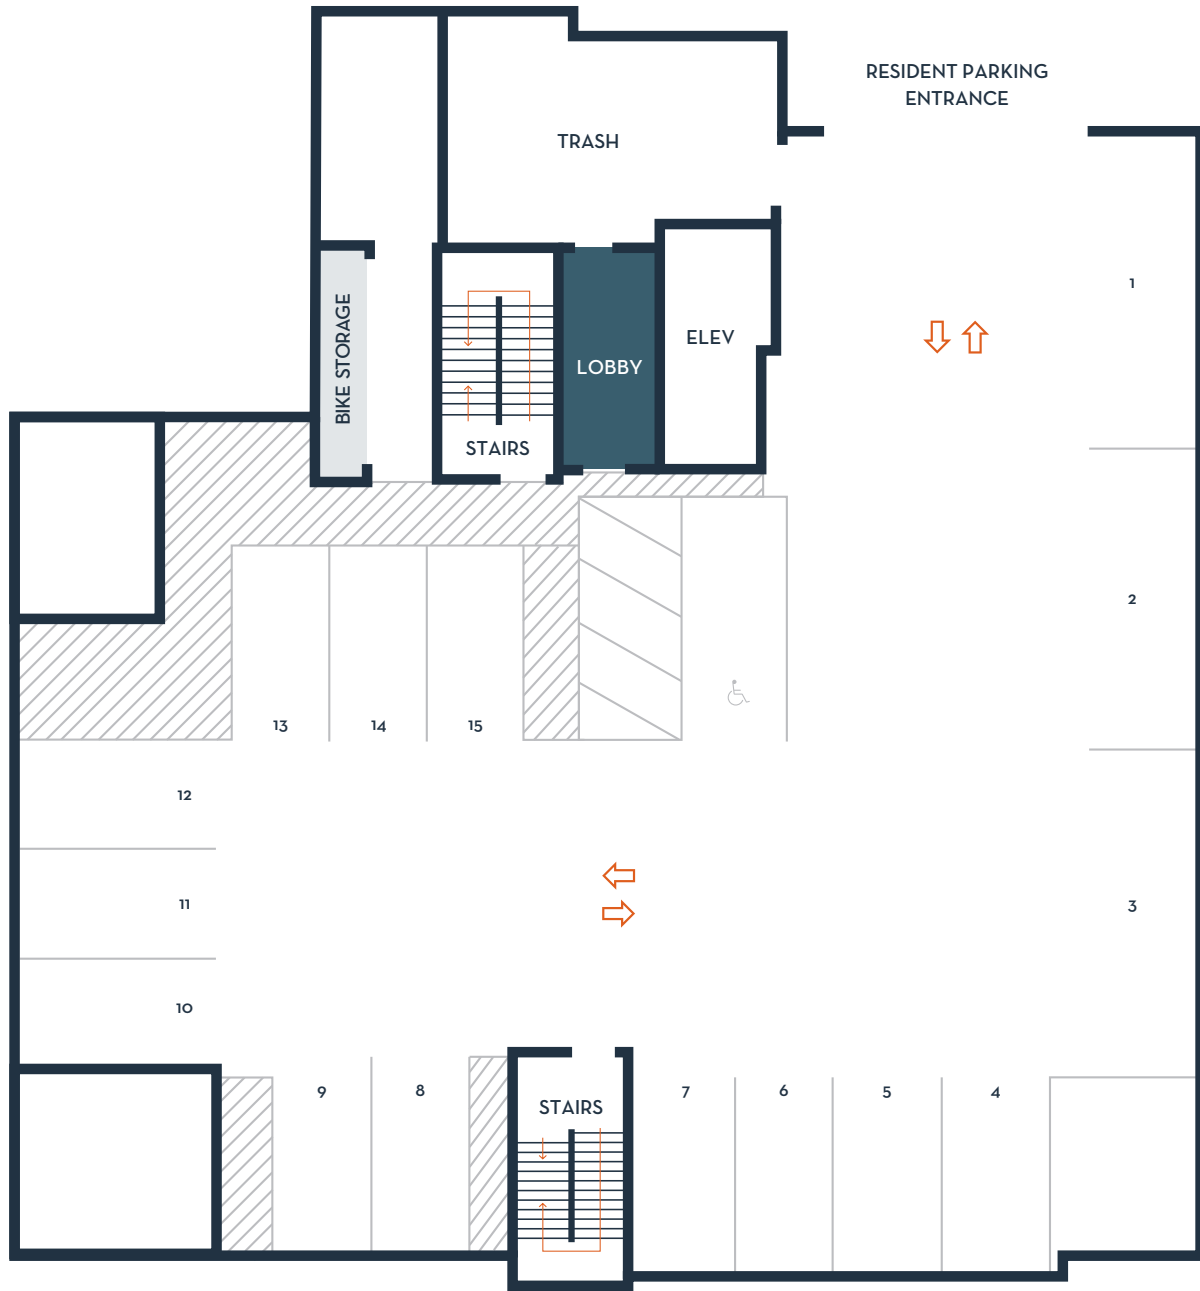 RESIDENT PARKING
ENTRANCE
TRASH
1
BIKE STORAGE
ELEV
LOBBY
STAIRS
2
13
14
15
12
11
3
10
9
8
7
6
5
4
STAIRS